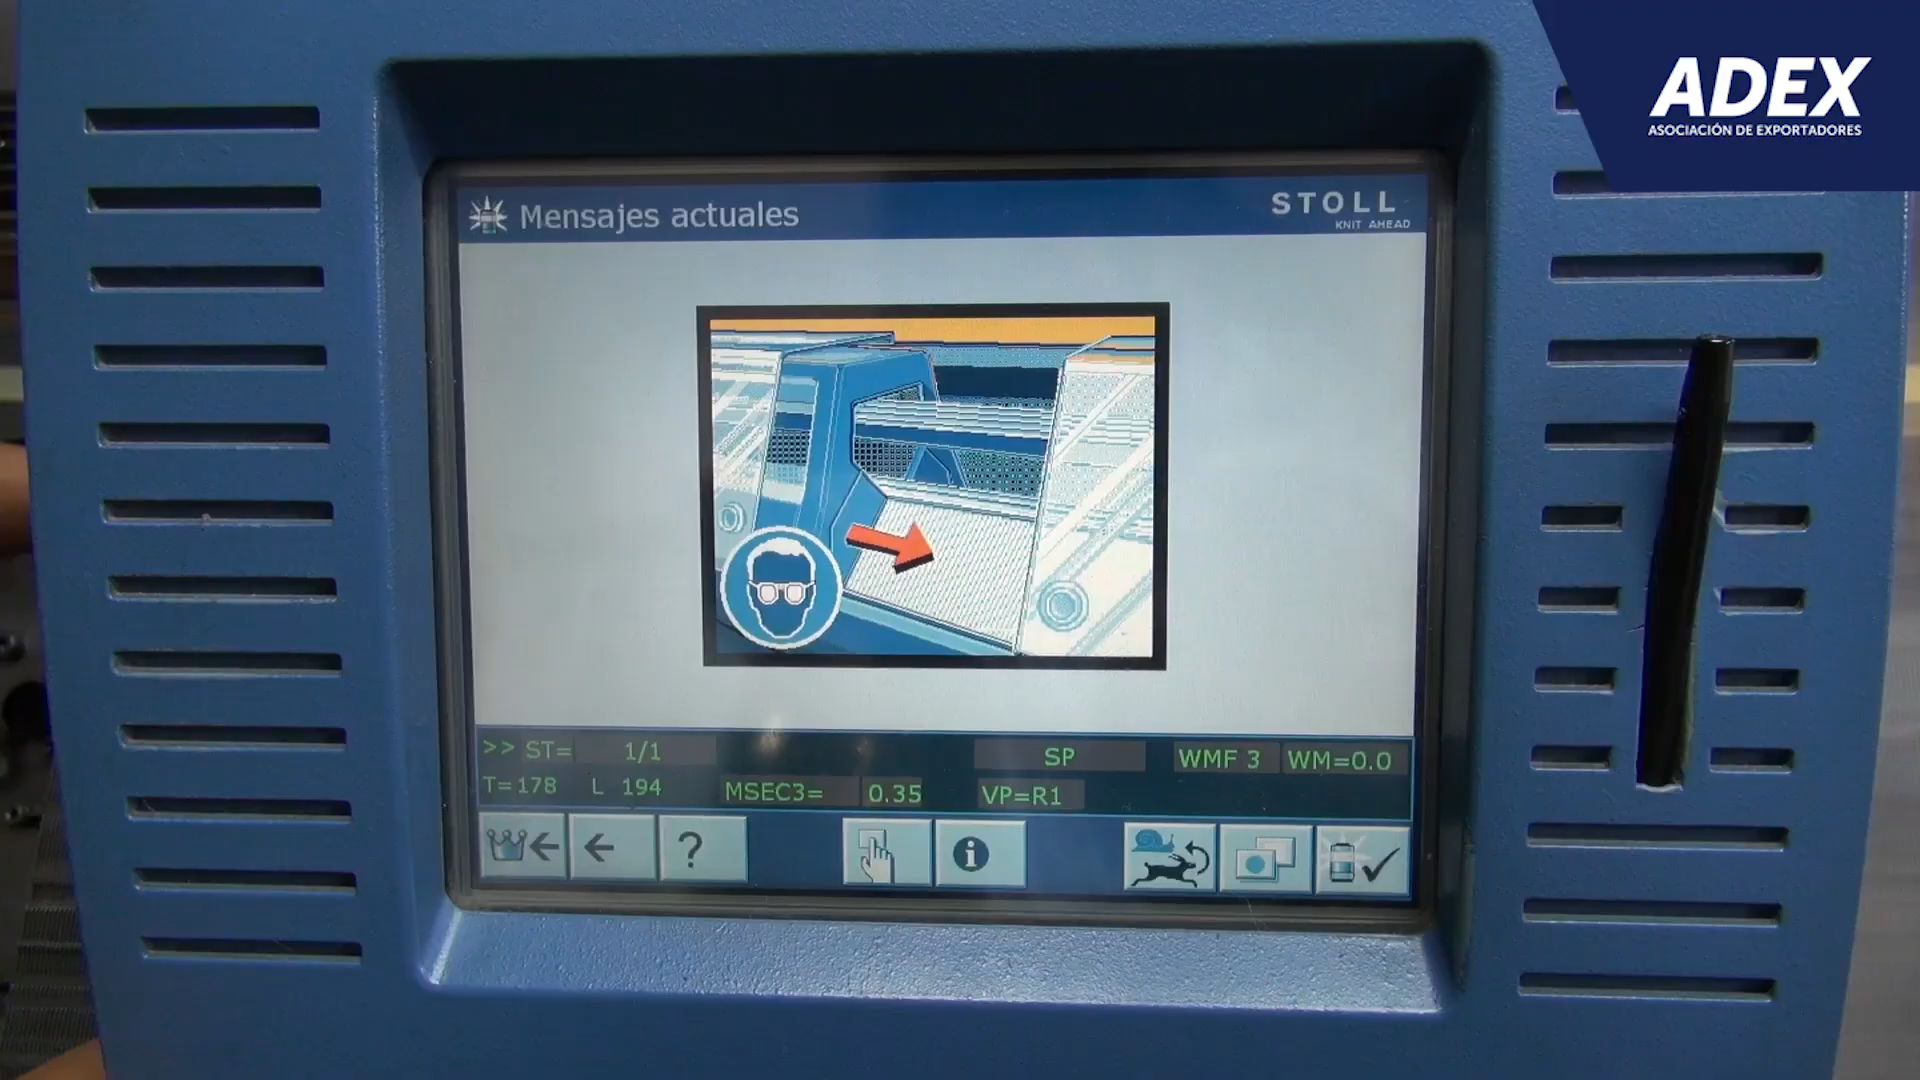 ADEX
ASOCIACIÓN DE EXPORTADORES
Mensajes actuales
STOLL
KNIT AHEAD
>> ST= 1/1 SP WMF 3 WM=0.0
T=178 L 194 MSEC3= 0.35 VP=R1
?
i